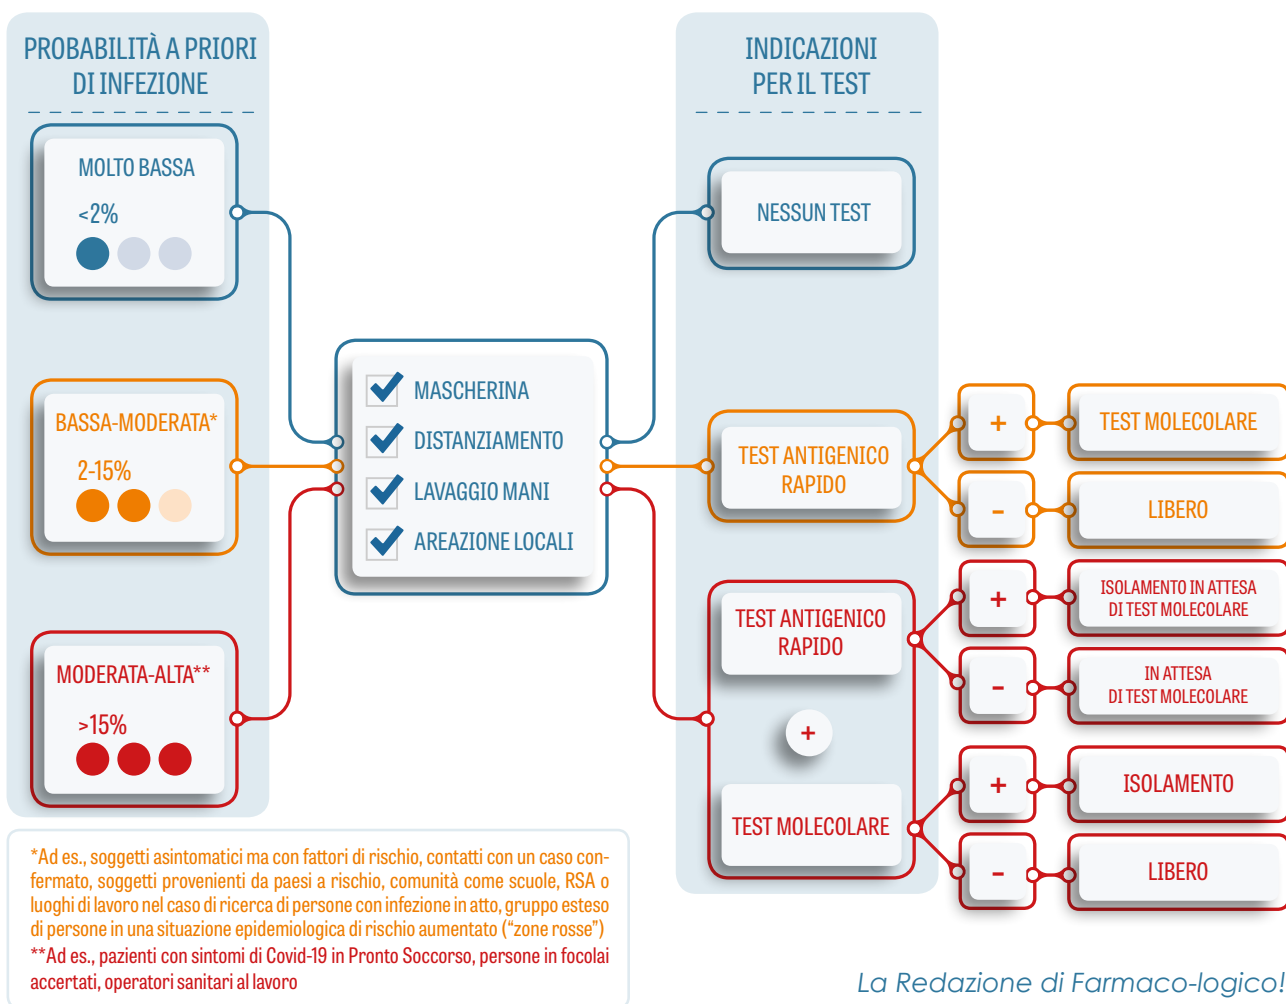 PROBABILITÀ A PRIORI
DI INFEZIONE
MOLTO BASSA
<2%
BASSA-MODERATA*
2-15%
MODERATA-ALTA**
>15%
MASCHERINA
DISTANZIAMENTO
LAVAGGIO MANI
AREAZIONE LOCALI
INDICAZIONI
PER IL TEST
NESSUN TEST
TEST ANTIGENICO
RAPIDO
+
TEST MOLECOLARE
-
LIBERO
TEST ANTIGENICO
RAPIDO
+
ISOLAMENTO IN ATTESA
DI TEST MOLECOLARE
-
IN ATTESA
DI TEST MOLECOLARE
+
TEST MOLECOLARE
+
ISOLAMENTO
-
LIBERO
*Ad es., soggetti asintomatici ma con fattori di rischio, contatti con un caso con-
fermato, soggetti provenienti da paesi a rischio, comunità come scuole, RSA o
luoghi di lavoro nel caso di ricerca di persone con infezione in atto, gruppo esteso
di persone in una situazione epidemiologica di rischio aumentato (“zone rosse”)
**Ad es., pazienti con sintomi di Covid-19 in Pronto Soccorso, persone in focolai
accertati, operatori sanitari al lavoro
La Redazione di Farmaco-logico!